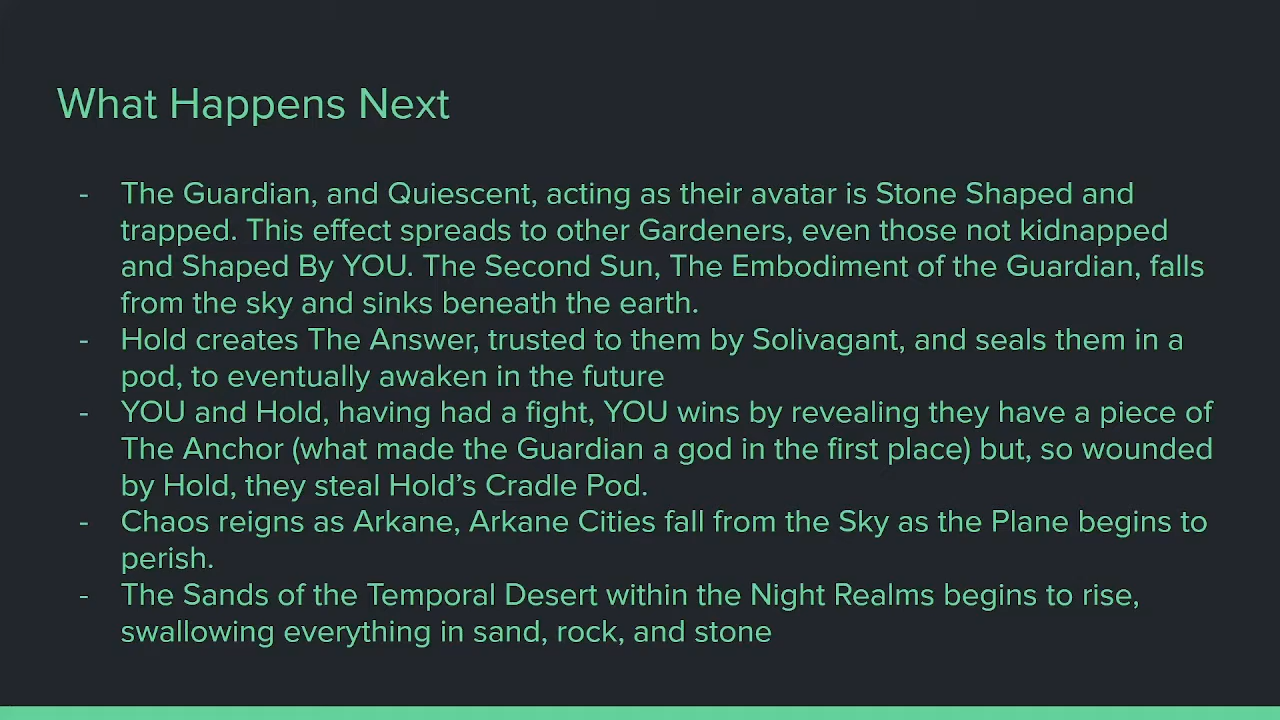 What Happens Next
- The Guardian, and Quiescent, acting as their avatar is Stone Shaped and
trapped. This effect spreads to other Gardeners, even those not kidnapped
and Shaped By YOU. The Second Sun, The Embodiment of the Guardian, falls
from the sky and sinks beneath the earth.
- Hold creates The Answer, trusted to them by Solivagant, and seals them in a
pod, to eventually awaken in the future
- YOU and Hold, having had a fight, YOU wins by revealing they have a piece of
The Anchor (what made the Guardian a god in the first place) but, so wounded
by Hold, they steal Hold’s Cradle Pod.
- Chaos reigns as Arkane, Arkane Cities fall from the Sky as the Plane begins to
perish.
- The Sands of the Temporal Desert within the Night Realms begins to rise,
swallowing everything in sand, rock, and stone